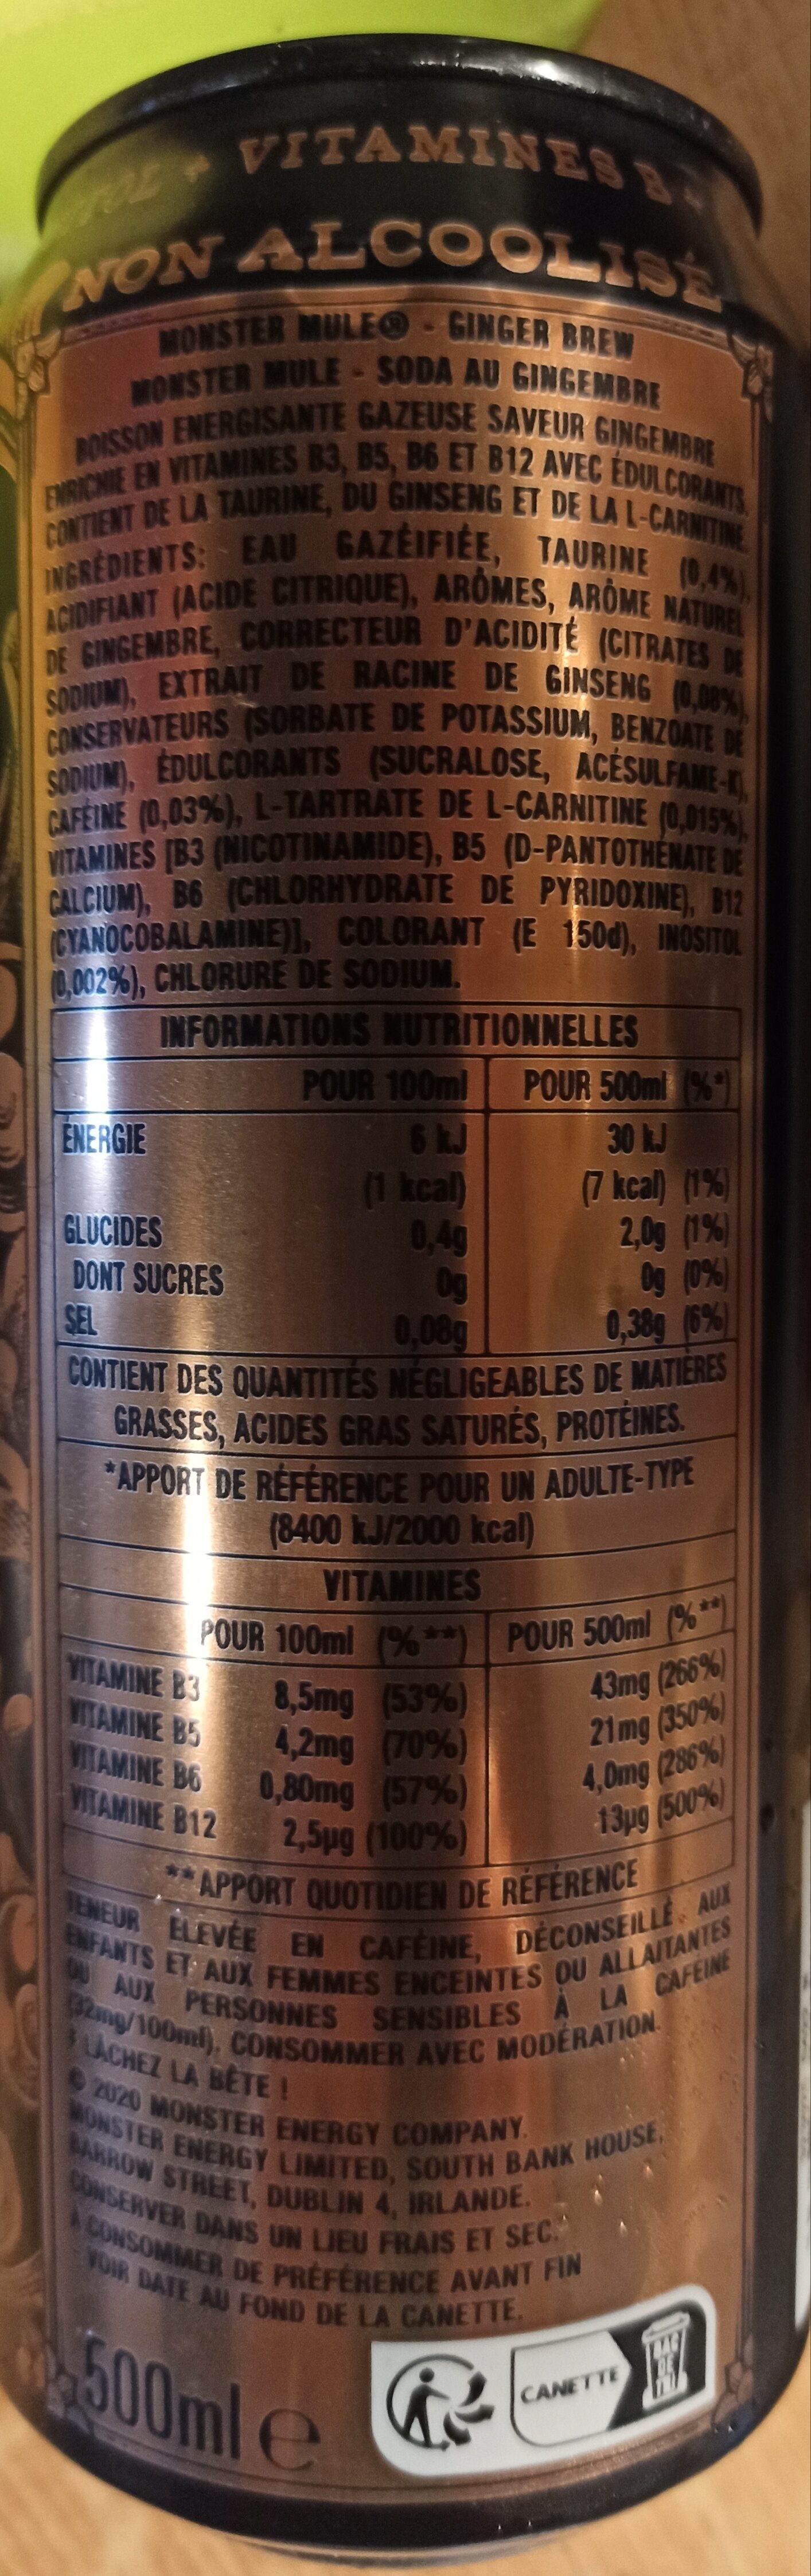 VITAMINES B
NON ALCOOLISÉ
MONSTER MULE® - GINGER BREW
MONSTER MULE - SODA AU GINGEMBRE
BOISSON ENERGISANTE GAZEUSE SAVEUR GINGEMBRE
ENRICHIE EN VITAMINES B3, B5, B6 ET B12 AVEC ÉDULCORANTS.
CONTIENT DE LA TAURINE, DU GINSENG ET DE LA L-CARNITINE.
INGRÉDIENTS: EAU GAZÉIFIÉE, TAURINE (0,4%),
ACIDIFIANT (ACIDE CITRIQUE), ARÔMES, ARÔME NATUREL
DE GINGEMBRE, CORRECTEUR D'ACIDITÉ (CITRATES DE
SODIUM), EXTRAIT DE RACINE DE GINSENG (0,08%),
CONSERVATEURS (SORBATE DE POTASSIUM, BENZOATE DE
SODIUM), ÉDULCORANTS (SUCRALOSE, ACÉSULFAME-K),
CAFÉINE (0,03%), L-TARTRATE DE L-CARNITINE (0,015%),
VITAMINES [B3 (NICOTINAMIDE), B5 (D-PANTOTHÉNATE DE
CALCIUM), B6 (CHLORHYDRATE DE PYRIDOXINE), B12
(CYANOCOBALAMINE)], COLORANT (E 150d), INOSITOL
(0,002%), CHLORURE DE SODIUM.
INFORMATIONS NUTRITIONNELLES
POUR 100ml POUR 500ml (%*)
ÉNERGIE 6 kJ 30 kJ
(1 kcal) (7 kcal) (1%)
GLUCIDES 0,4g 2,0g (1%)
DONT SUCRES 0g 0g (0%)
SEL 0,08g 0,38g (6%)
CONTIENT DES QUANTITÉS NÉGLIGEABLES DE MATIÈRES
GRASSES, ACIDES GRAS SATURÉS, PROTÉINES.
*APPORT DE RÉFÉRENCE POUR UN ADULTE-TYPE
(8400 kJ/2000 kcal)
VITAMINES
POUR 100ml (%**) POUR 500ml (%**)
VITAMINE B3 8,5mg (53%) 43mg (266%)
VITAMINE B5 4,2mg (70%) 21mg (350%)
VITAMINE B6 0,80mg (57%) 4,0mg (286%)
VITAMINE B12 2,5µg (100%) 13µg (500%)
**APPORT QUOTIDIEN DE RÉFÉRENCE
TENEUR ÉLEVÉE EN CAFÉINE, DÉCONSEILLÉ AUX
ENFANTS ET AUX FEMMES ENCEINTES OU ALLAITANTES
OU AUX PERSONNES SENSIBLES À LA CAFÉINE
(32mg/100ml). CONSOMMER AVEC MODÉRATION.
LÂCHEZ LA BÊTE !
© 2020 MONSTER ENERGY COMPANY.
MONSTER ENERGY LIMITED, SOUTH BANK HOUSE,
BARROW STREET, DUBLIN 4, IRLANDE.
CONSERVER DANS UN LIEU FRAIS ET SEC.
À CONSOMMER DE PRÉFÉRENCE AVANT FIN
VOIR DATE AU FOND DE LA CANETTE.
500ml e
CANETTE
BAC
DE
TRI